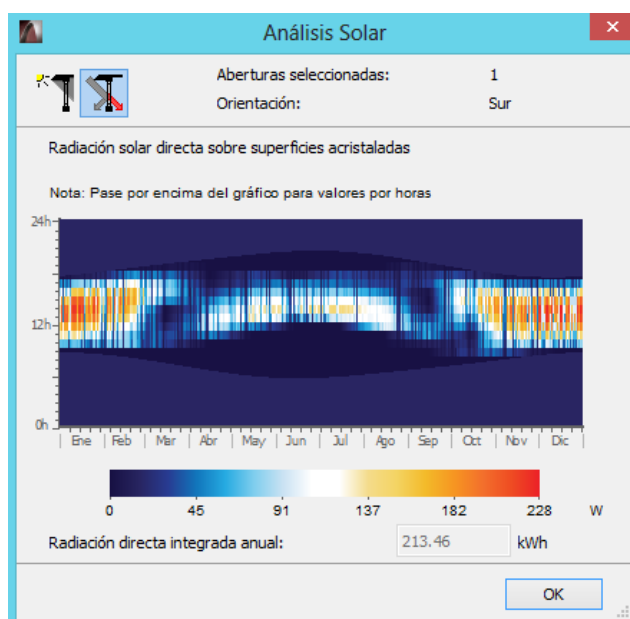 Análisis Solar
Aberturas seleccionadas: 1
Orientación: Sur
Radiación solar directa sobre superficies acristaladas
Nota: Pase por encima del gráfico para valores por horas
24h
12h
0h
| Ene | Feb | Mar | Abr | May | Jun | Jul | Ago | Sep | Oct | Nov | Dic |
0 45 91 137 182 228 W
Radiación directa integrada anual: 213.46 kWh
OK